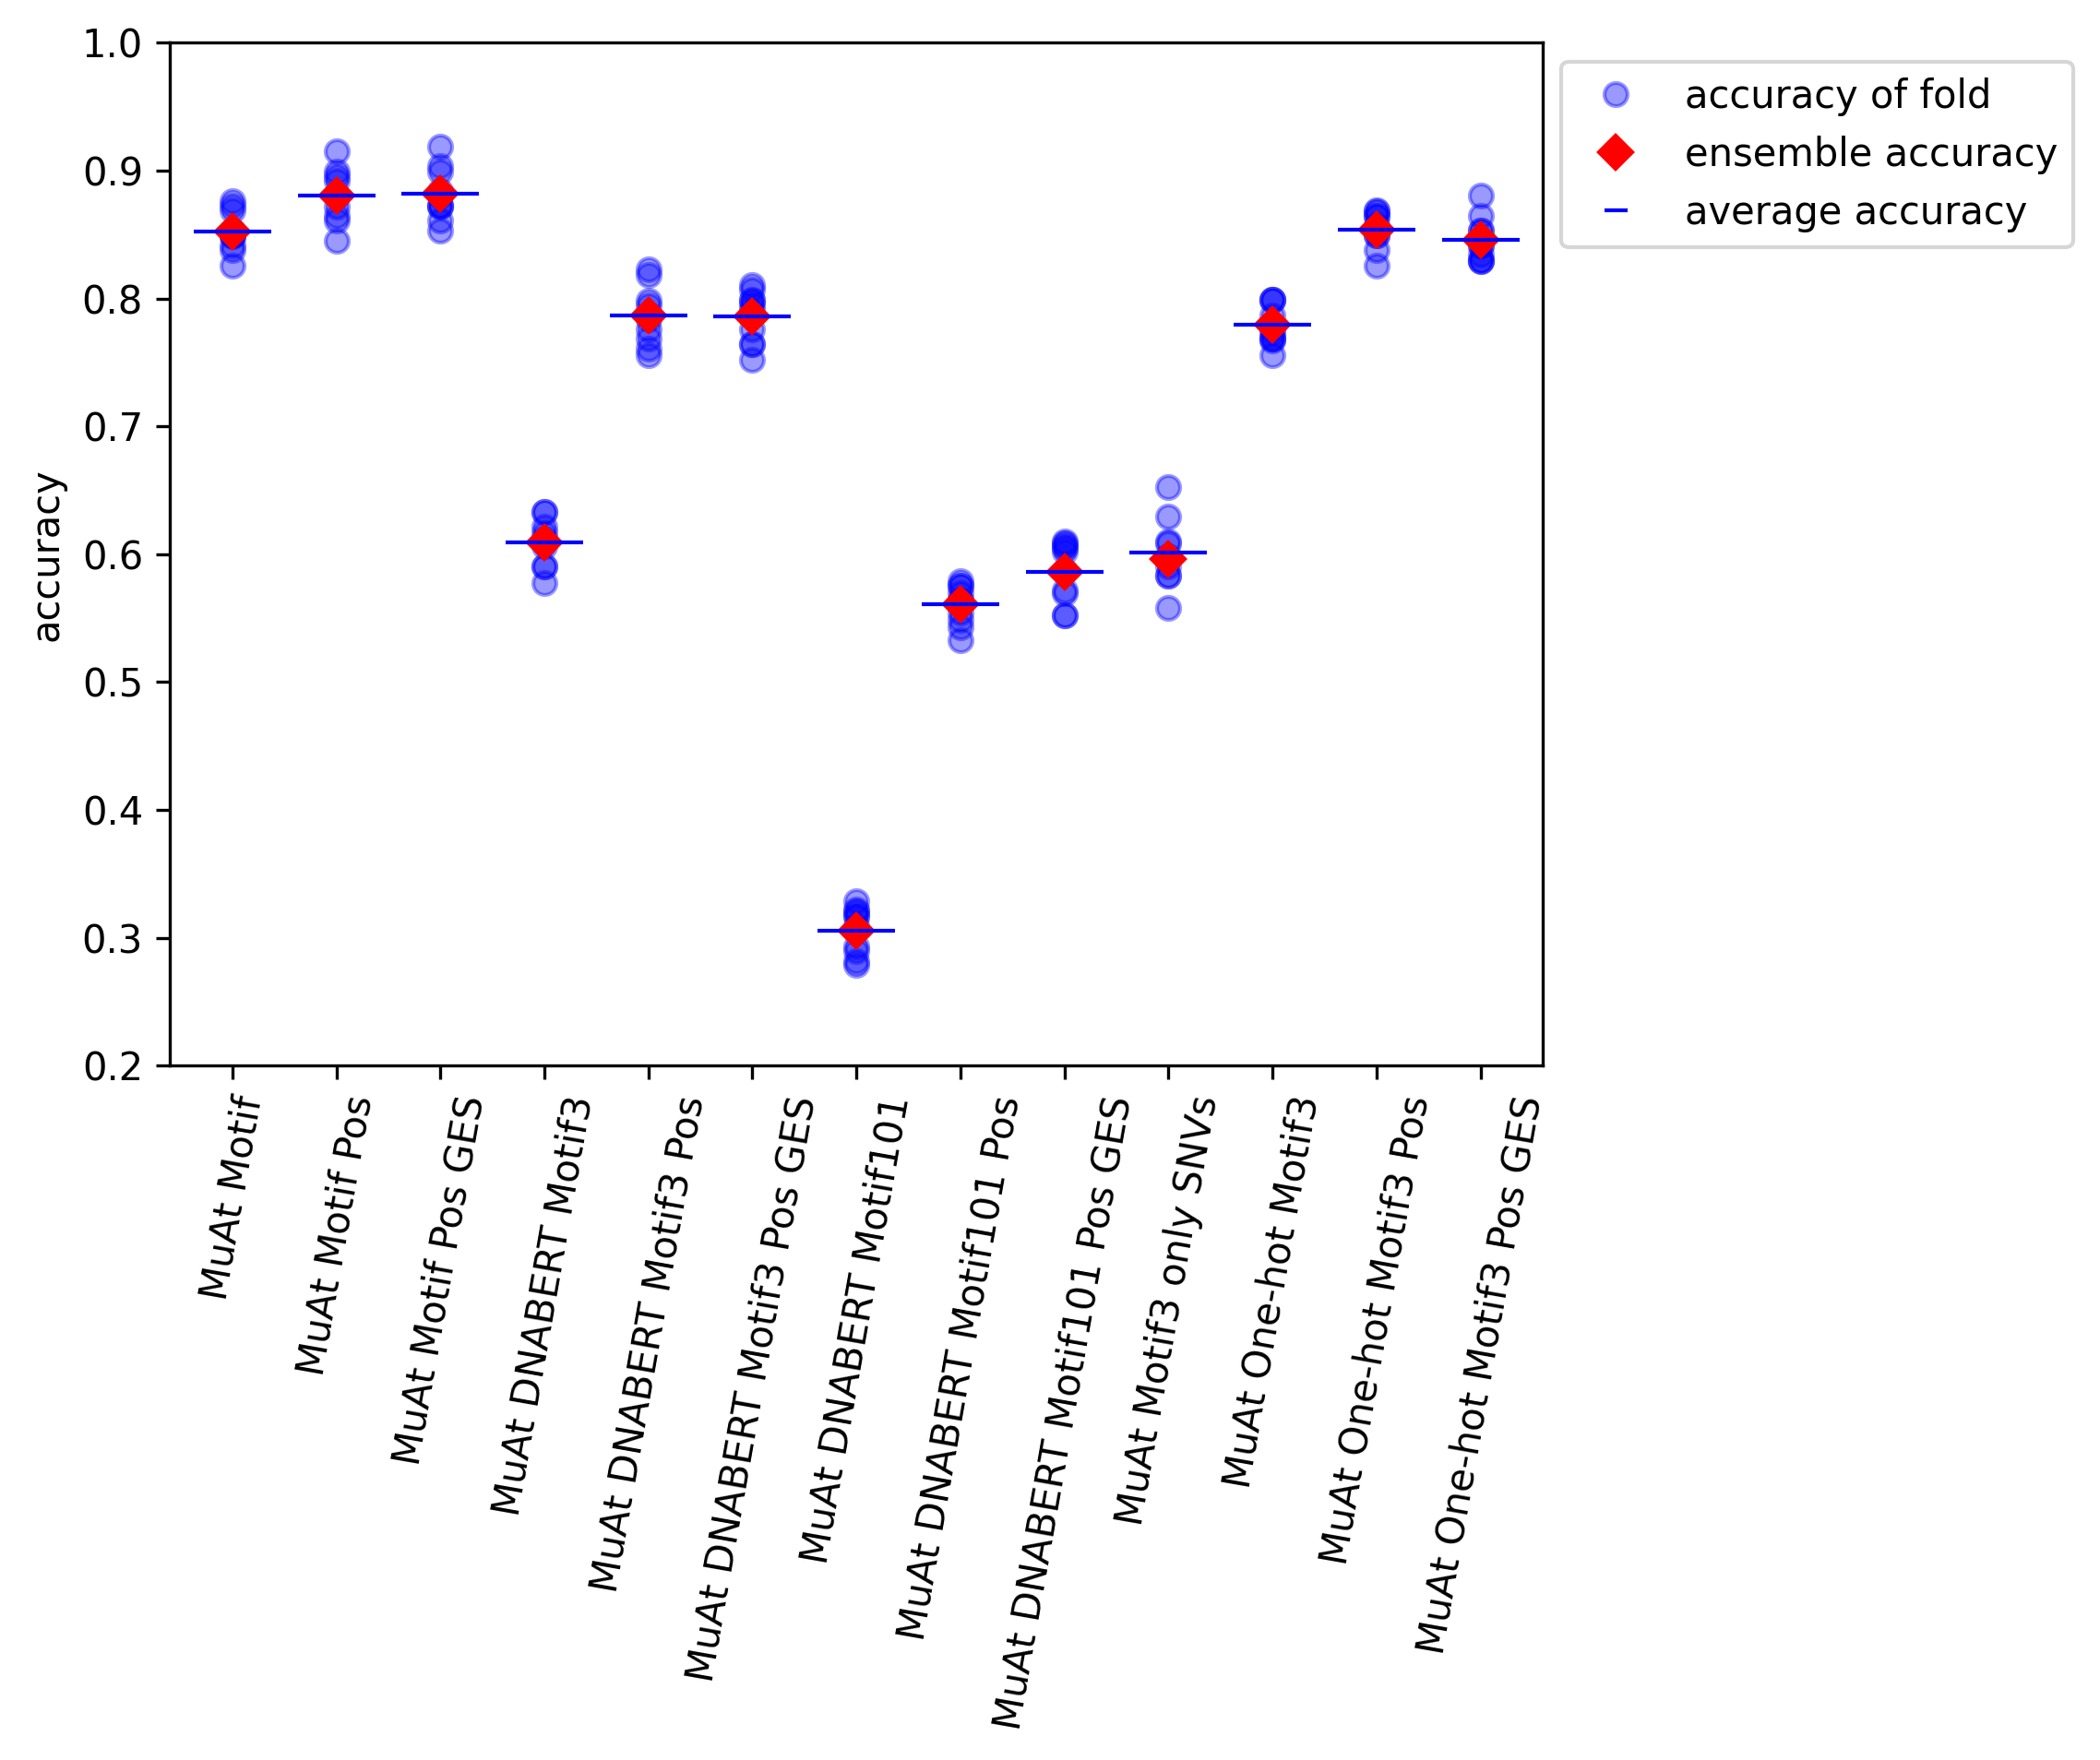 1.0
0.9
0.8
0.7
0.6
0.5
0.4
0.3
0.2
accuracy
accuracy of fold
ensemble accuracy
average accuracy
MuAt Motif
MuAt Motif Pos
MuAt Motif Pos GES
MuAt DNABERT Motif3
MuAt DNABERT Motif3 Pos
MuAt DNABERT Motif3 Pos GES
MuAt DNABERT Motif101
MuAt DNABERT Motif101 Pos
MuAt DNABERT Motif101 Pos GES
MuAt Motif3 only SNVs
MuAt One-hot Motif3
MuAt One-hot Motif3 Pos
MuAt One-hot Motif3 Pos GES